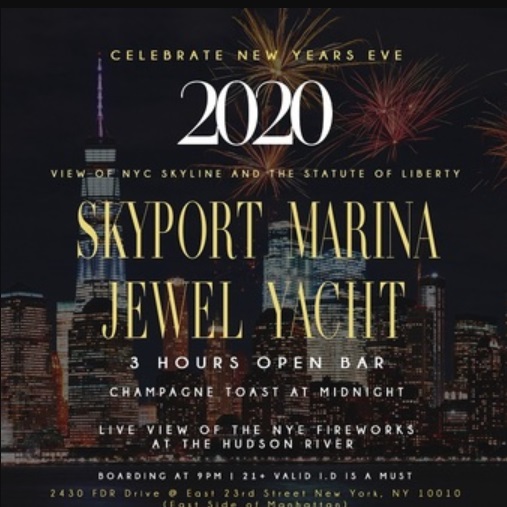 CELEBRATE NEW YEARS EVE
2020
VIEW OF NYC SKYLINE AND THE STATUTE OF LIBERTY
SKYPORT MARINA
JEWEL YACHT
3 HOURS OPEN BAR
CHAMPAGNE TOAST AT MIDNIGHT
LIVE VIEW OF THE NYE FIREWORKS
AT THE HUDSON RIVER
BOARDING AT 9PM | 21+ VALID I.D IS A MUST
2430 FDR Drive @ East 23rd Street New York, NY 10010
(East Side of Manhattan)